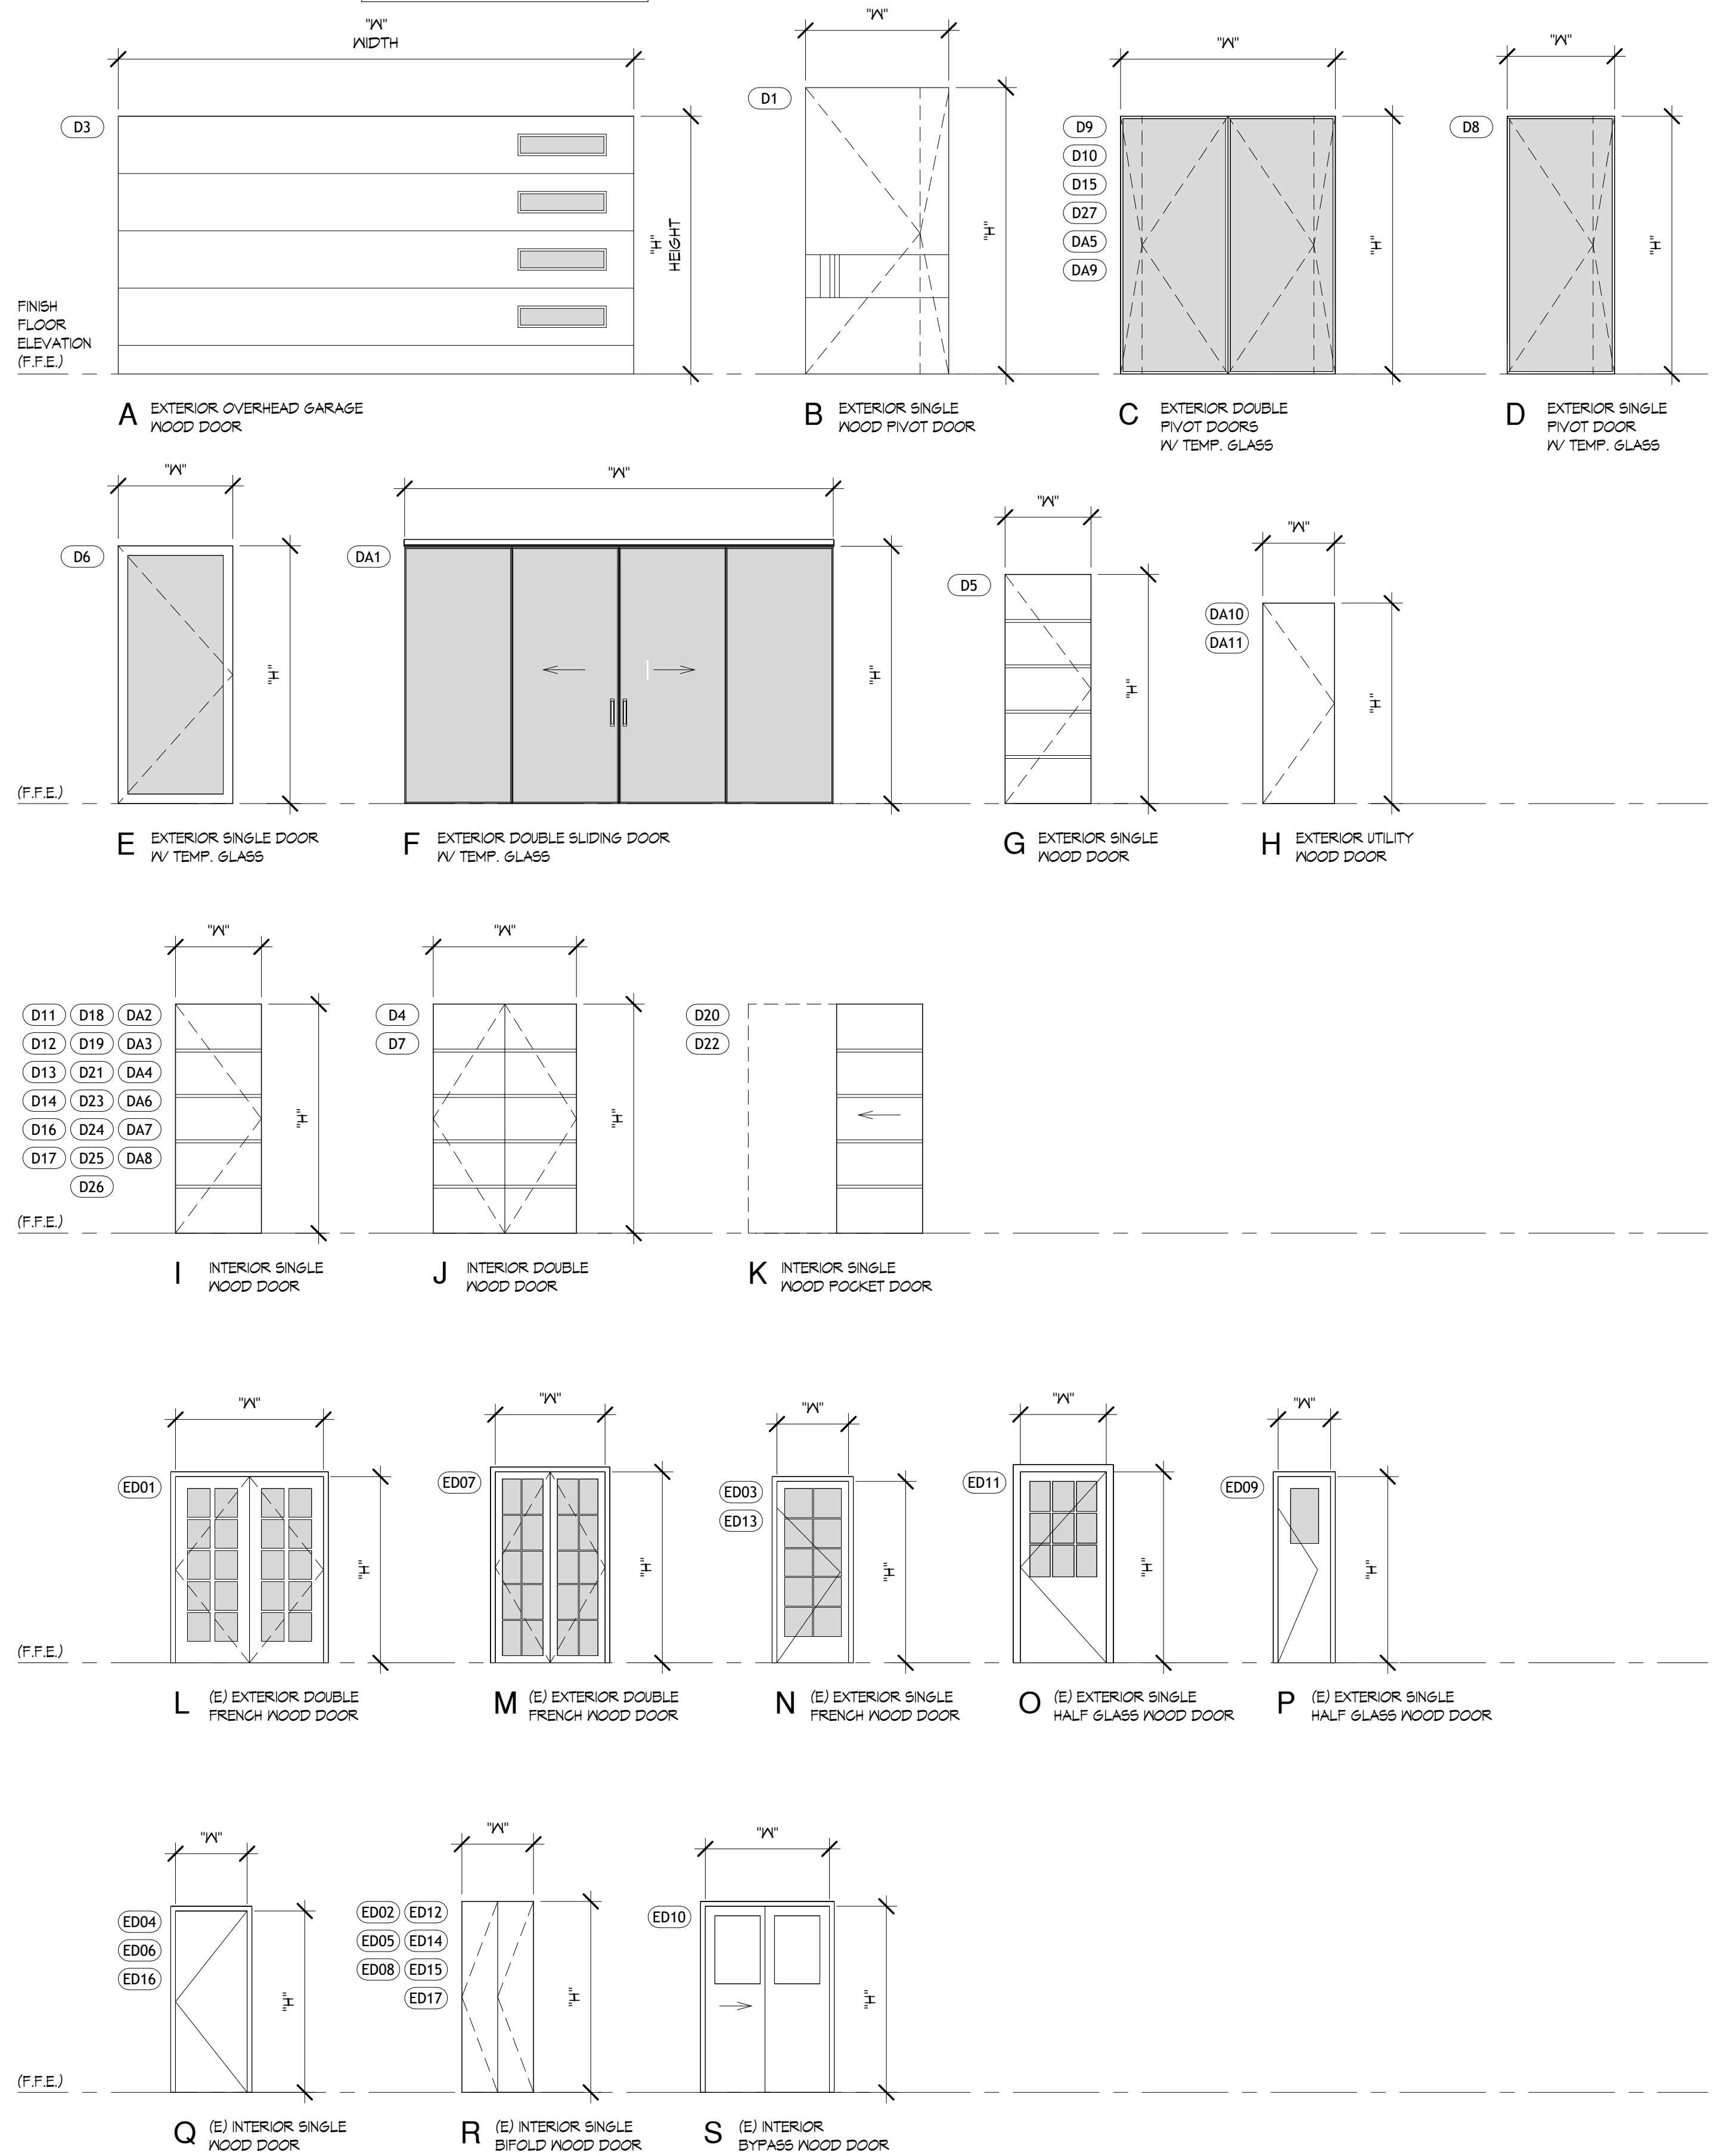 "W"
WIDTH
D3
"H"
HEIGHT
FINISH
FLOOR
ELEVATION
(F.F.E.)
A EXTERIOR OVERHEAD GARAGE
WOOD DOOR
"W"
D1
"H"
B EXTERIOR SINGLE
WOOD PIVOT DOOR
"W"
D9
D10
D15
D27
DA5
DA9
"H"
C EXTERIOR DOUBLE
PIVOT DOORS
W/ TEMP. GLASS
"W"
D8
"H"
D EXTERIOR SINGLE
PIVOT DOOR
W/ TEMP. GLASS
"W"
D6
"H"
(F.F.E.)
E EXTERIOR SINGLE DOOR
W/ TEMP. GLASS
"W"
DA1
"H"
F EXTERIOR DOUBLE SLIDING DOOR
W/ TEMP. GLASS
"W"
D5
"H"
G EXTERIOR SINGLE
WOOD DOOR
"W"
DA10
DA11
"H"
H EXTERIOR UTILITY
WOOD DOOR
"W"
D11 D18 DA2
D12 D19 DA3
D13 D21 DA4
D14 D23 DA6
D16 D24 DA7
D17 D25 DA8
D26
"H"
(F.F.E.)
I INTERIOR SINGLE
WOOD DOOR
"W"
D4
D7
"H"
J INTERIOR DOUBLE
WOOD DOOR
D20
D22
K INTERIOR SINGLE
WOOD POCKET DOOR
"W"
ED01
"H"
(F.F.E.)
L (E) EXTERIOR DOUBLE
FRENCH WOOD DOOR
"W"
ED07
"H"
M (E) EXTERIOR DOUBLE
FRENCH WOOD DOOR
"W"
ED03
ED13
"H"
N (E) EXTERIOR SINGLE
FRENCH WOOD DOOR
"W"
ED11
"H"
O (E) EXTERIOR SINGLE
HALF GLASS WOOD DOOR
"W"
ED09
"H"
P (E) EXTERIOR SINGLE
HALF GLASS WOOD DOOR
"W"
ED04
ED06
ED16
"H"
(F.F.E.)
Q (E) INTERIOR SINGLE
WOOD DOOR
"W"
ED02 ED12
ED05 ED14
ED08 ED15
ED17
"H"
R (E) INTERIOR SINGLE
BIFOLD WOOD DOOR
"W"
ED10
"H"
S (E) INTERIOR
BYPASS WOOD DOOR